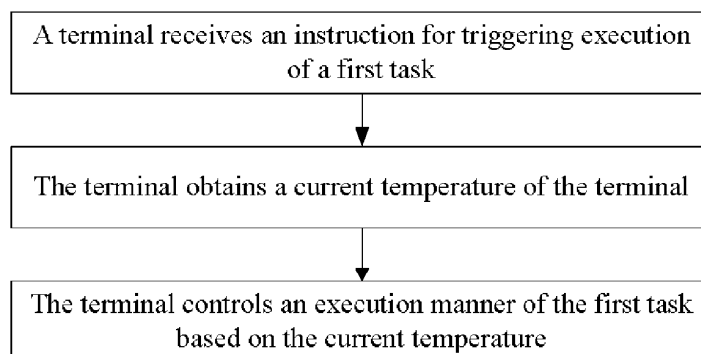 A terminal receives an instruction for triggering execution
of a first task
The terminal obtains a current temperature of the terminal
The terminal controls an execution manner of the first task
based on the current temperature